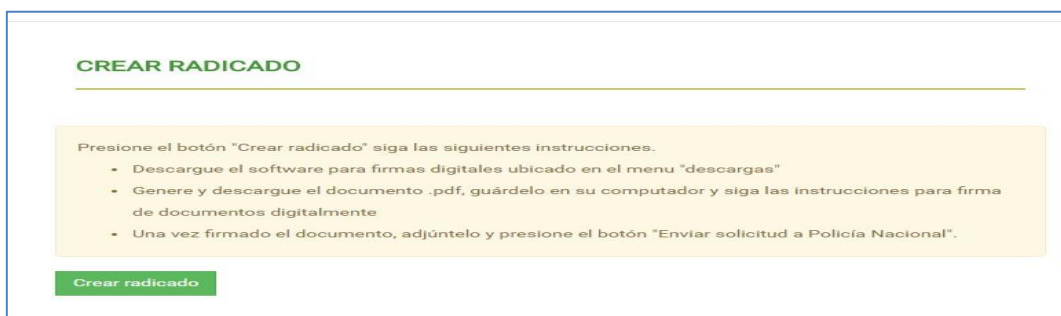 CREAR RADICADO
Presione el botón "Crear radicado" siga las siguientes instrucciones.
• Descargue el software para firmas digitales ubicado en el menu "descargas"
• Genere y descargue el documento .pdf, guárdelo en su computador y siga las instrucciones para firma
de documentos digitalmente
• Una vez firmado el documento, adjúntelo y presione el botón "Enviar solicitud a Policía Nacional".
Crear radicado